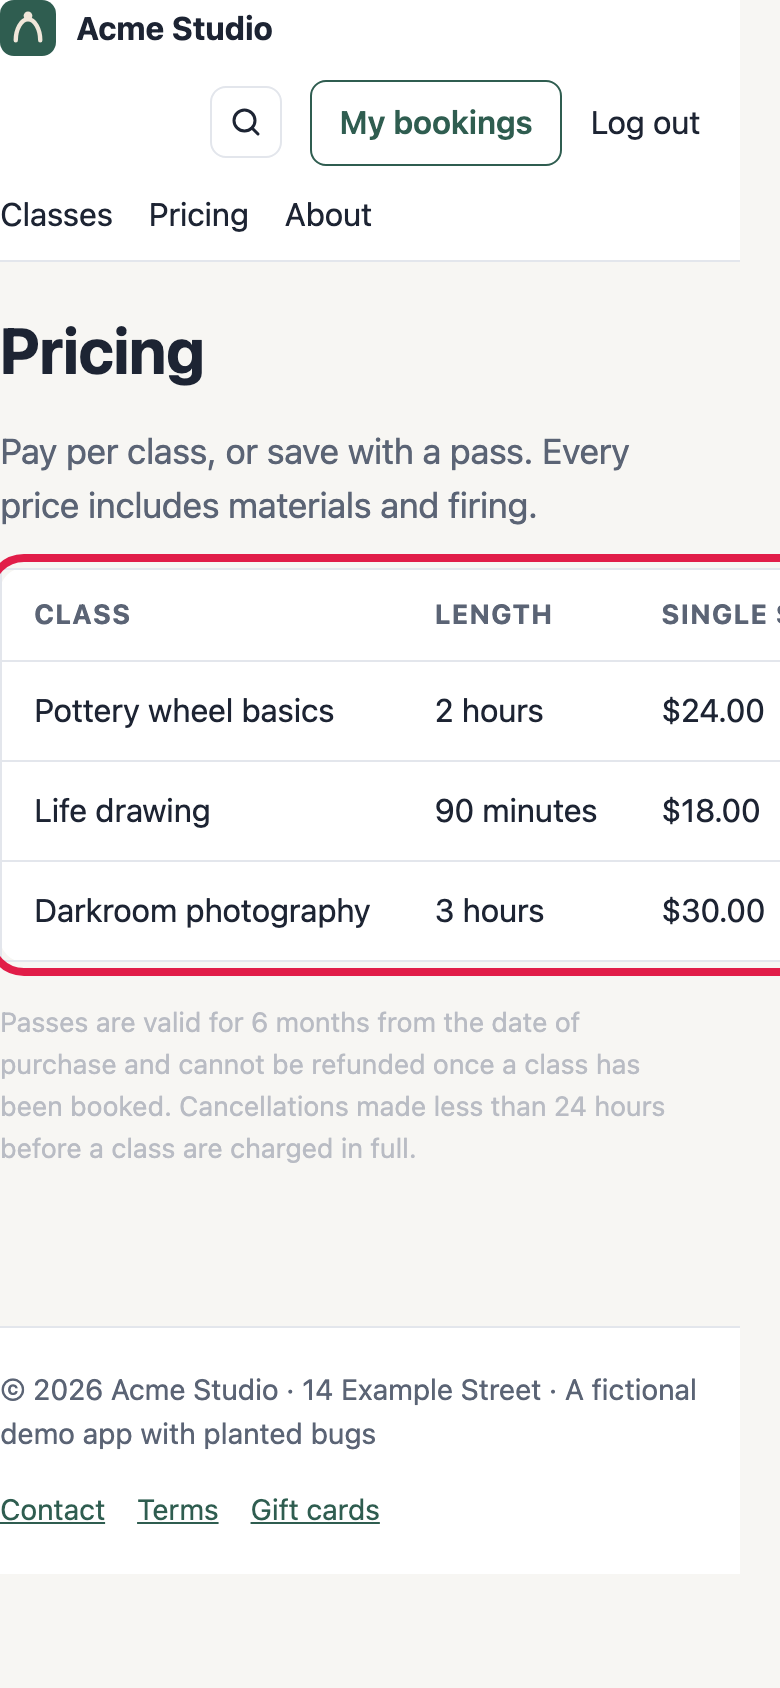 Acme Studio
My bookings
Log out
Classes Pricing About
Pricing
Pay per class, or save with a pass. Every
price includes materials and firing.
CLASS LENGTH SINGLE
Pottery wheel basics 2 hours $24.00
Life drawing 90 minutes $18.00
Darkroom photography 3 hours $30.00
Passes are valid for 6 months from the date of
purchase and cannot be refunded once a class has
been booked. Cancellations made less than 24 hours
before a class are charged in full.
© 2026 Acme Studio · 14 Example Street · A fictional
demo app with planted bugs
Contact Terms Gift cards